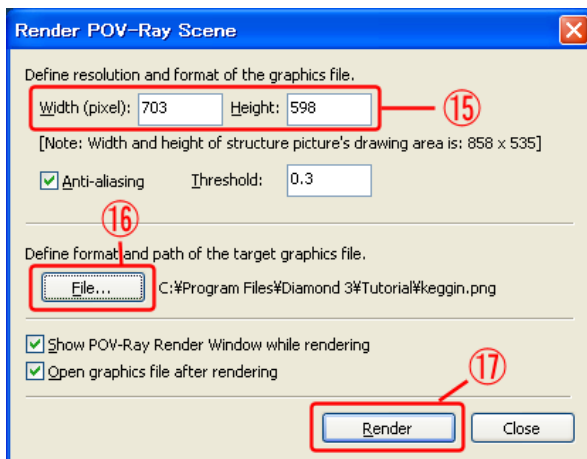 Render POV-Ray Scene
Define resolution and format of the graphics file.
Width (pixel): 703 Height: 598 ⑮
[Note: Width and height of structure picture's drawing area is: 858 x 535]
Anti-aliasing Threshold: 0.3
⑯
Define format and path of the target graphics file.
File... C:¥Program Files¥Diamond 3¥Tutorial¥keggin.png
Show POV-Ray Render Window while rendering
Open graphics file after rendering
⑰
Render Close